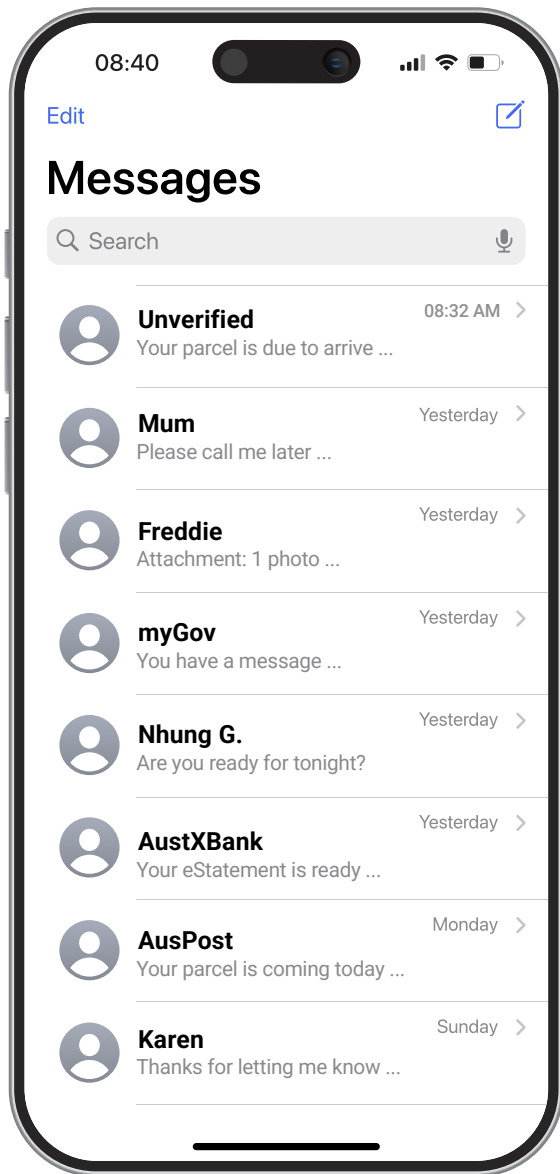 08:40
Edit
Messages
Search
Unverified 08:32 AM
Your parcel is due to arrive ...
Mum Yesterday
Please call me later ...
Freddie Yesterday
Attachment: 1 photo ...
myGov Yesterday
You have a message ...
Nhung G. Yesterday
Are you ready for tonight?
AustXBank Yesterday
Your eStatement is ready ...
AusPost Monday
Your parcel is coming today ...
Karen Sunday
Thanks for letting me know ...